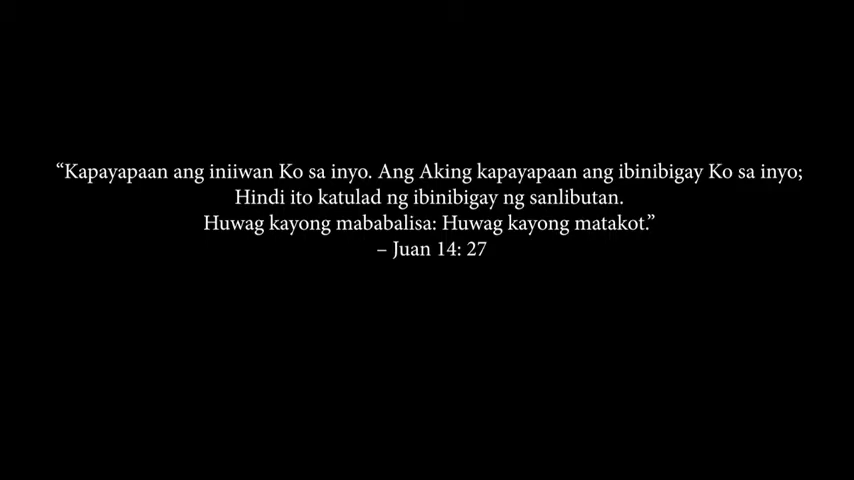 “Kapayapaan ang iniiwan Ko sa inyo. Ang Aking kapayapaan ang ibinibigay Ko sa inyo;
Hindi ito katulad ng ibinibigay ng sanlibutan.
Huwag kayong mababalisa: Huwag kayong matakot.”
– Juan 14: 27